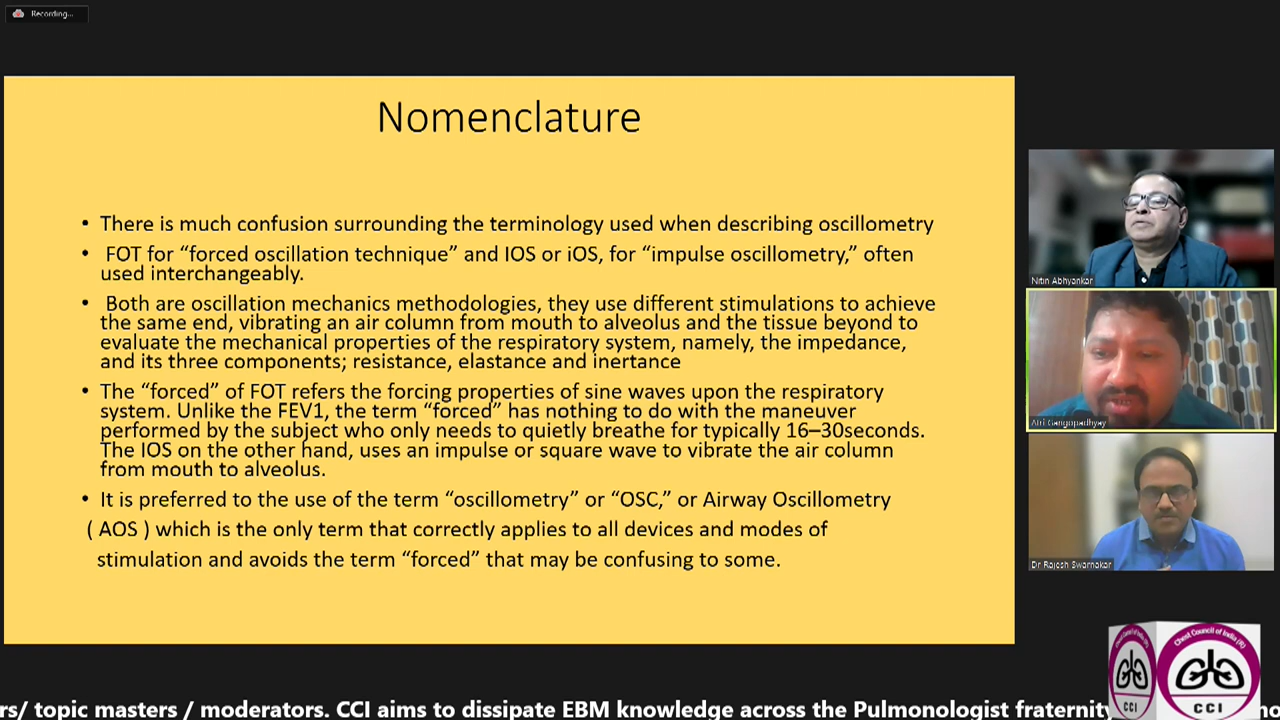 Recording...
Nomenclature
• There is much confusion surrounding the terminology used when describing oscillometry
• FOT for “forced oscillation technique” and IOS or iOS, for “impulse oscillometry,” often
used interchangeably.
• Both are oscillation mechanics methodologies, they use different stimulations to achieve
the same end, vibrating an air column from mouth to alveolus and the tissue beyond to
evaluate the mechanical properties of the respiratory system, namely, the impedance,
and its three components; resistance, elastance and inertance
• The “forced” of FOT refers the forcing properties of sine waves upon the respiratory
system. Unlike the FEV1, the term “forced” has nothing to do with the maneuver
performed by the subject who only needs to quietly breathe for typically 16–30seconds.
The IOS on the other hand, uses an impulse or square wave to vibrate the air column
from mouth to alveolus.
• It is preferred to the use of the term “oscillometry” or “OSC,” or Airway Oscillometry
( AOS ) which is the only term that correctly applies to all devices and modes of
stimulation and avoids the term “forced” that may be confusing to some.
Nitin Abhyankar
Atri Gangopadhyay
Dr Rajesh Swarnakar
Chest Council of India (R)
CCI
CCI
rs/ topic masters / moderators. CCI aims to dissipate EBM knowledge across the Pulmonologist fraternity